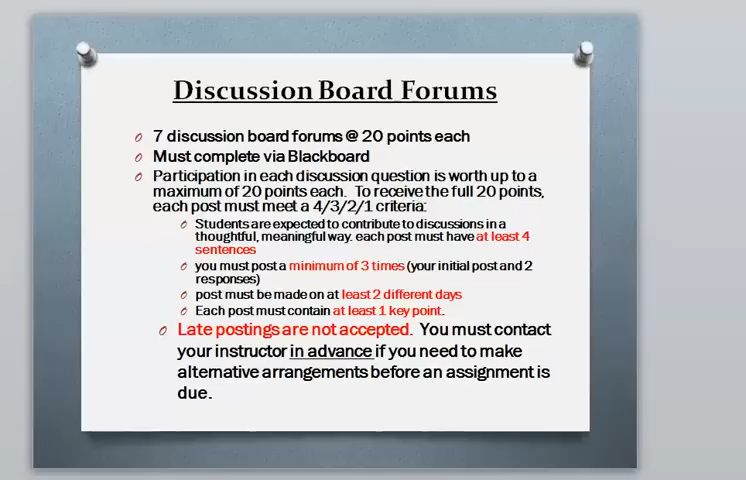 Discussion Board Forums
7 discussion board forums @ 20 points each
Must complete via Blackboard
Participation in each discussion question is worth up to a
maximum of 20 points each. To receive the full 20 points,
each post must meet a 4/3/2/1 criteria:
Students are expected to contribute to discussions in a
thoughtful, meaningful way. each post must have at least 4
sentences
you must post a minimum of 3 times (your initial post and 2
responses)
post must be made on at least 2 different days
Each post must contain at least 1 key point.
Late postings are not accepted. You must contact
your instructor in advance if you need to make
alternative arrangements before an assignment is
due.